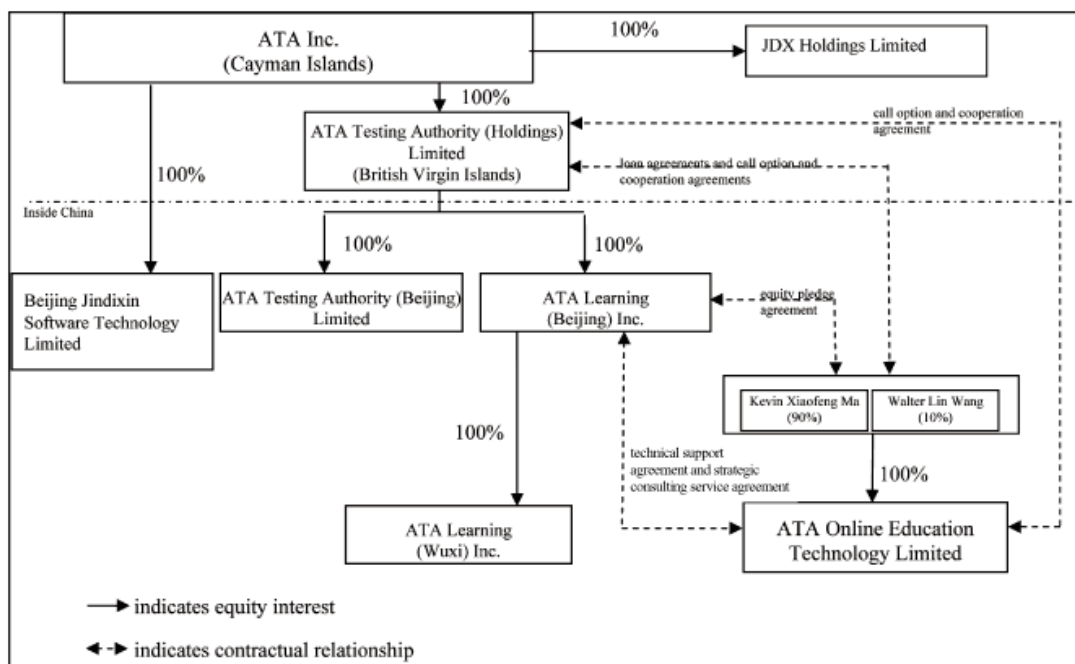 ATA Inc.
(Cayman Islands)
100%
JDX Holdings Limited
100%
ATA Testing Authority (Holdings)
Limited
(British Virgin Islands)
call option and cooperation
agreement
loan agreements and call option and
cooperation agreements
100%
Inside China
100%
100%
Beijing Jindixin
Software Technology
Limited
ATA Testing Authority (Beijing)
Limited
ATA Learning
(Beijing) Inc.
equity pledge
agreement
Kevin Xiaofeng Ma
(90%)
Walter Lin Wang
(10%)
100%
technical support
agreement and strategic
consulting service agreement
100%
ATA Learning
(Wuxi) Inc.
ATA Online Education
Technology Limited
indicates equity interest
indicates contractual relationship